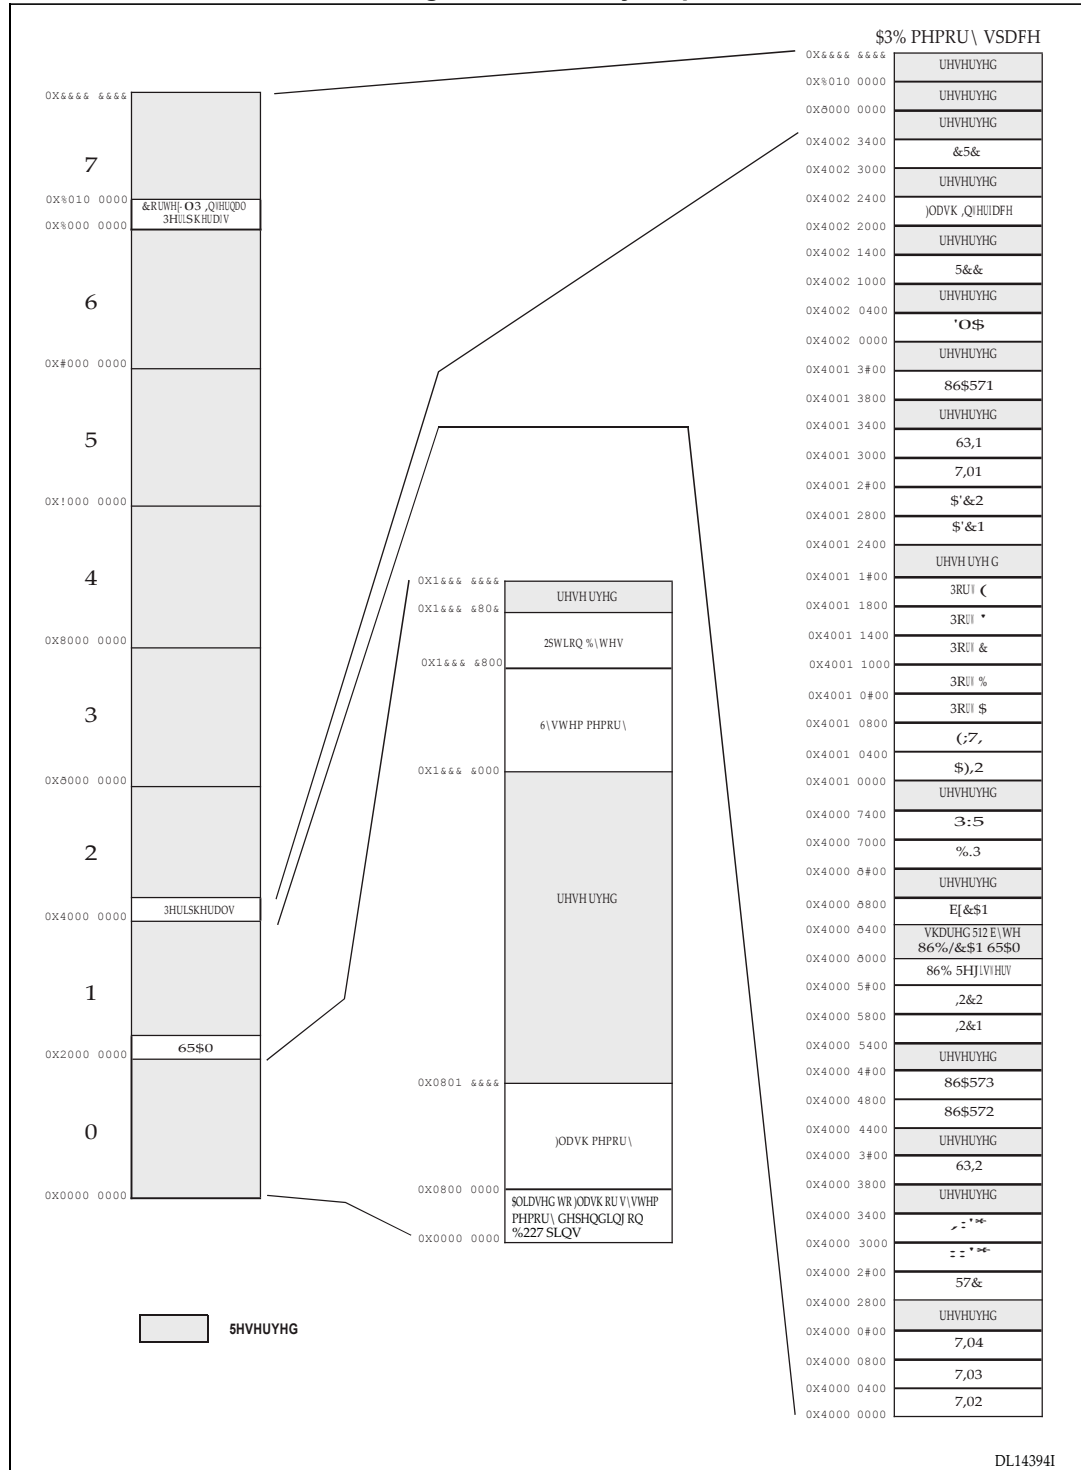 $3% PHPRU\ VSDFH
0X&&&& &&&&
UHVHUYHG
0X%010 0000
UHVHUYHG
0X6000 0000
UHVHUYHG
0X4002 3400
&5&
0X4002 3000
UHVHUYHG
0X4002 2400
)ODVK ,QWHUIDFH
0X4002 2000
UHVHUYHG
0X4002 1400
5&&
0X4002 1000
UHVHUYHG
0X4002 0400
'0$
0X4002 0000
UHVHUYHG
0X4001 3#00
86$571
0X4001 3800
UHVHUYHG
0X4001 3400
63,1
0X4001 3000
7,01
0X4001 2#00
$'&2
0X4001 2800
$'&1
0X4001 2400
UHVH UYH G
0X4001 1#00
3RUW (
0X4001 1800
3RUW '
0X4001 1400
3RUW &
0X4001 1000
3RUW %
0X4001 0#00
3RUW $
0X4001 0800
(;7,
0X4001 0400
$),2
0X4001 0000
UHVHUYHG
0X4000 7400
3:5
0X4000 7000
%.3
0X4000 6#00
UHVHUYHG
0X4000 6800
E[&$1
0X4000 6400
VKDUHG 512 E\WH
86%/&$1 65$0
0X4000 6000
86% 5HJLVWHUV
0X4000 5#00
,2&2
0X4000 5800
,2&1
0X4000 5400
UHVHUYHG
0X4000 4#00
86$573
0X4000 4800
86$572
0X4000 4400
UHVHUYHG
0X4000 3#00
63,2
0X4000 3800
UHVHUYHG
0X4000 3400
0X4000 3000
0X4000 2#00
57&
0X4000 2800
UHVHUYHG
0X4000 0#00
7,04
0X4000 0800
7,03
0X4000 0400
7,02
0X4000 0000
0X&&&& &&&&
7
0X%010 0000
&RUWH[- 03 ,QWHUQDO
3HULSKHUDOV
0X%000 0000
6
0X#000 0000
5
0X!000 0000
4
0X8000 0000
3
0X6000 0000
2
3HULSKHUDOV
0X4000 0000
1
65$0
0X2000 0000
0
0X0000 0000
0X1&&& &&&&
UHVH UYHG
0X1&&& &80&
2SWLRQ %\WHV
0X1&&& &800
6\VWHP PHPRU\
0X1&&& &000
UHVH UYHG
0X0801 &&&&
)ODVK PHPRU\
0X0800 0000
$OLDVHG WR )ODVK RU V\VWHP
PHPRU\ GHSHQGLQJ RQ
%227 SLQV
0X0000 0000
5HVHUYHG
DL14394I